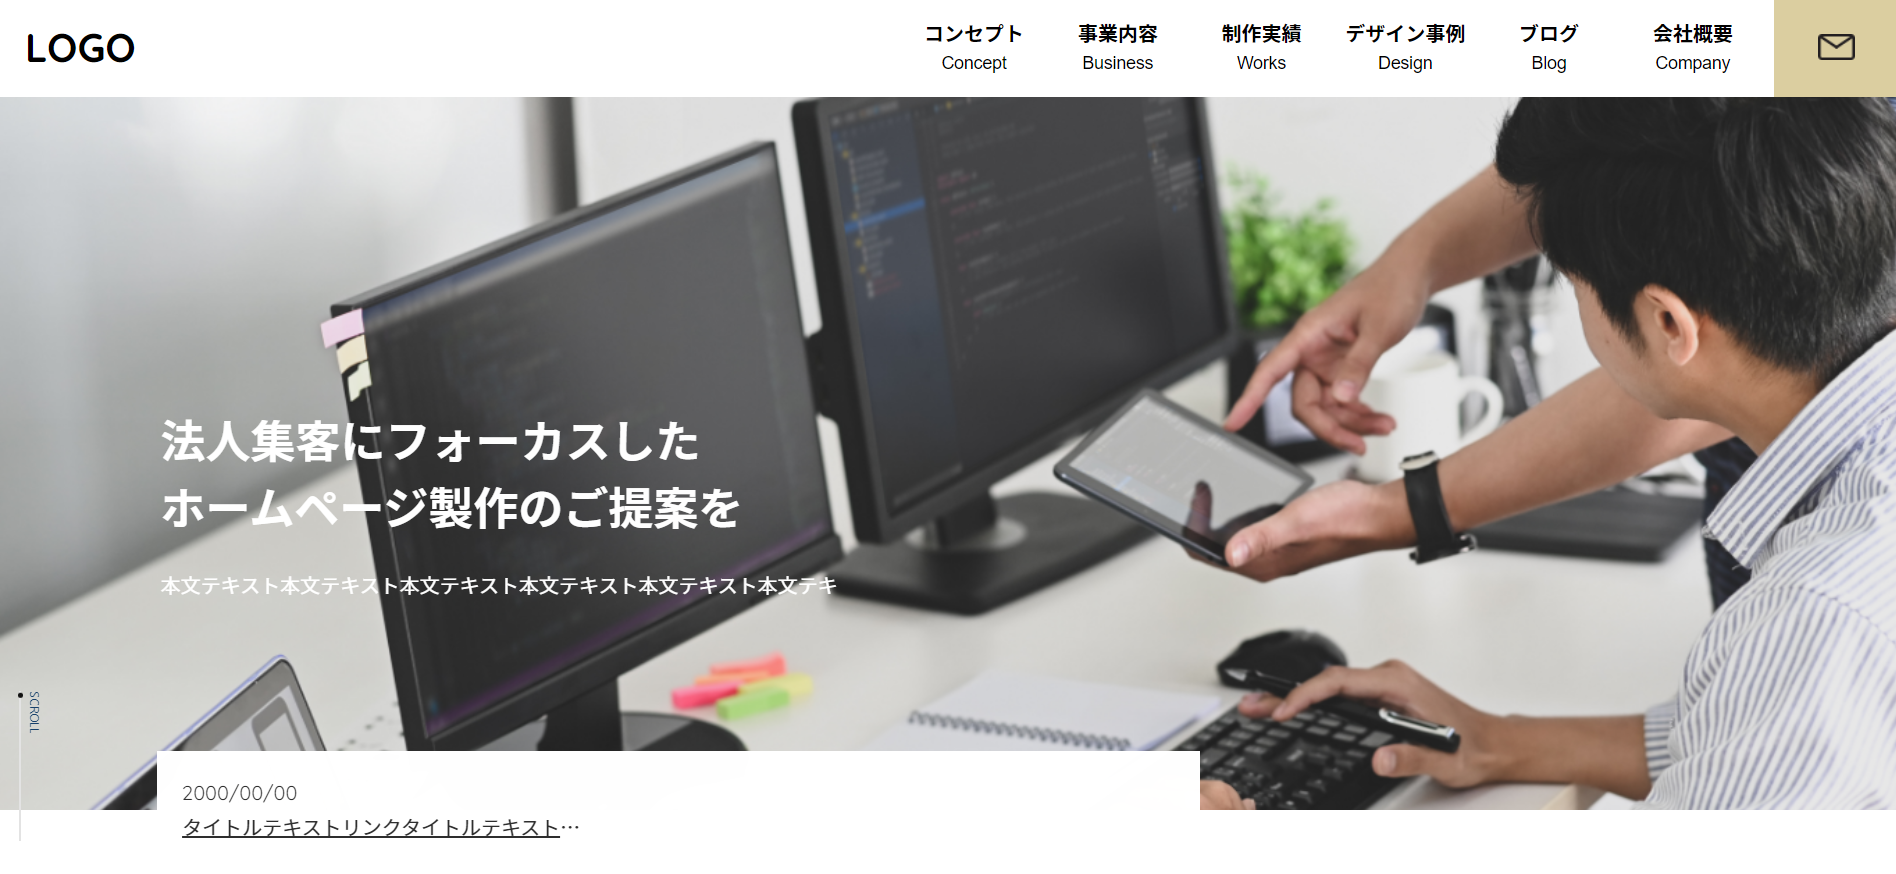 LOGO
コンセプト 事業内容 制作実績 デザイン事例 ブログ 会社概要
Concept Business Works Design Blog Company
法人集客にフォーカスした
ホームページ製作のご提案を
本文テキスト本文テキスト本文テキスト本文テキスト本文テキスト本文テキ
SCROLL
2000/00/00
タイトルテキストリンクタイトルテキスト…